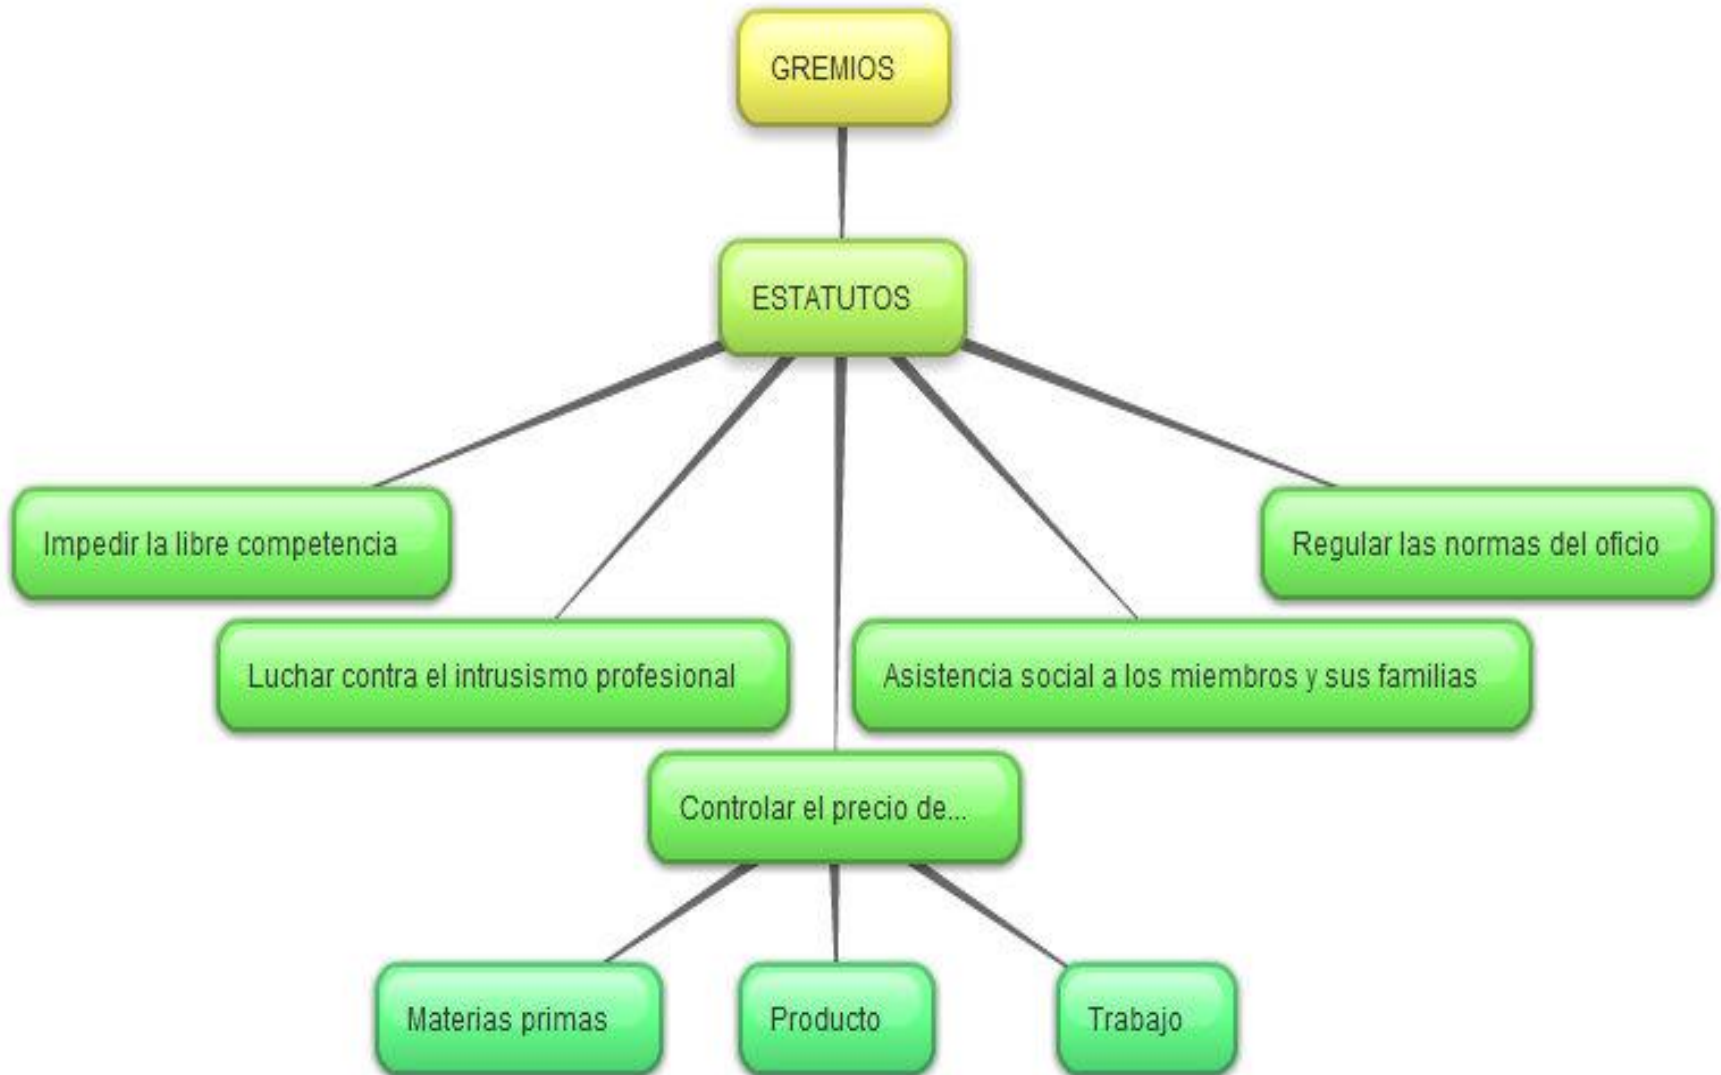 GREMIOS
ESTATUTOS
Impedir la libre competencia
Regular las normas del oficio
Luchar contra el intrusismo profesional
Asistencia social a los miembros y sus familias
Controlar el precio de...
Materias primas
Producto
Trabajo